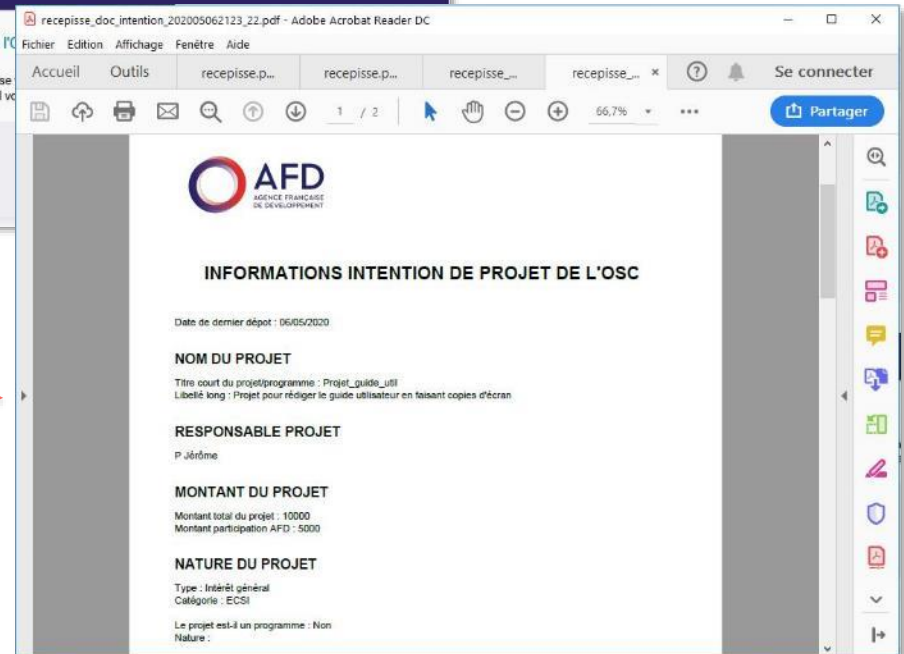 recepisse_doc_intention_202005062123_22.pdf - Adobe Acrobat Reader DC
Fichier Edition Affichage Fenêtre Aide
Accueil Outils recepisse.p... recepisse.p... recepisse_... recepisse_... × Se connecter
1 / 2 66,7% Partager
AFD
AGENCE FRANÇAISE
DE DÉVELOPPEMENT
INFORMATIONS INTENTION DE PROJET DE L'OSC
Date de dernier dépot : 06/05/2020
NOM DU PROJET
Titre court du projet/programme : Projet_guide_util
Libellé long : Projet pour rédiger le guide utilisateur en faisant copies d'écran
RESPONSABLE PROJET
P Jérôme
MONTANT DU PROJET
Montant total du projet : 10000
Montant participation AFD : 5000
NATURE DU PROJET
Type : Intérêt général
Catégorie : ECSI
Le projet est-il un programme : Non
Nature :